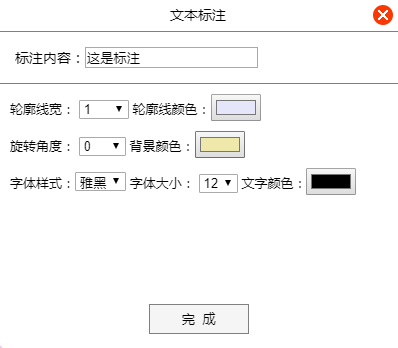 文本标注
标注内容：这是标注
轮廓线宽： 1 轮廓线颜色：
旋转角度： 0 背景颜色：
字体样式：雅黑 字体大小： 12 文字颜色：
完 成